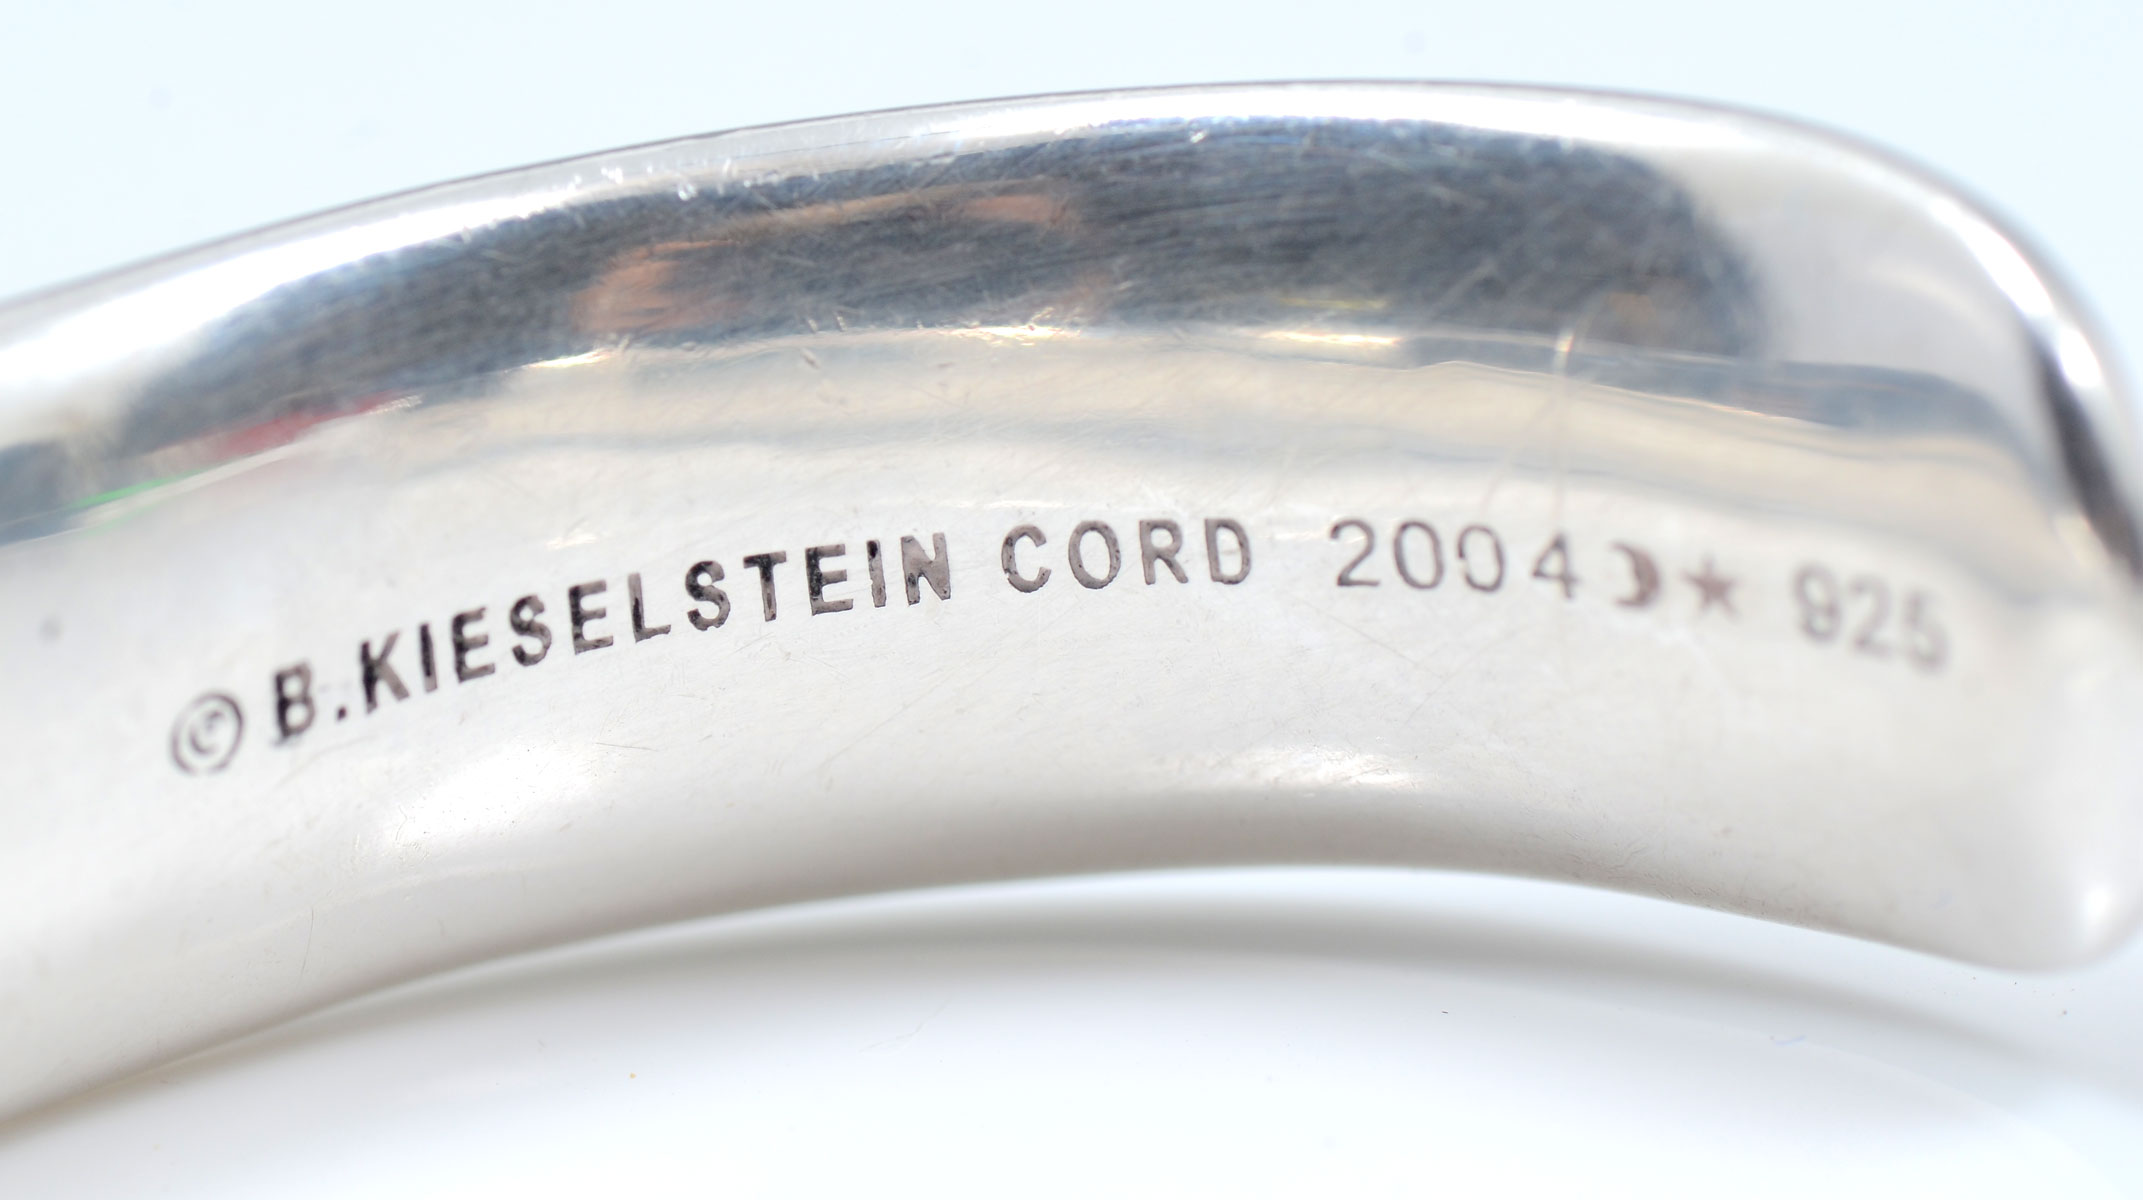 © B.KIESELSTEIN CORD 2004 ☽★ 925